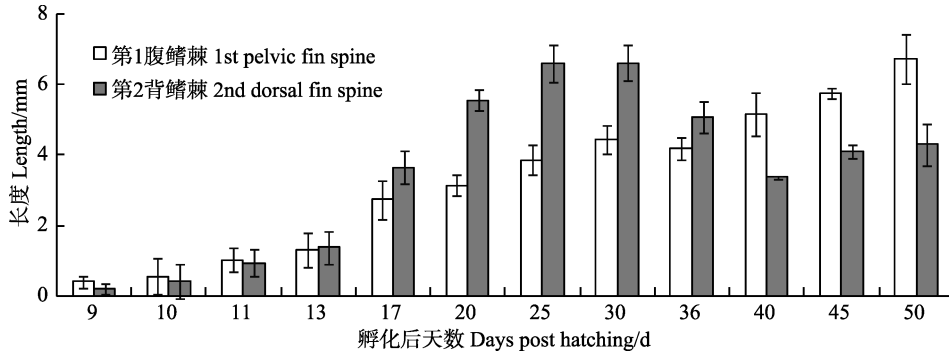 8
6
4
2
0
长度 Length/mm
第1腹鳍棘 1st pelvic fin spine
第2背鳍棘 2nd dorsal fin spine
9 10 11 13 17 20 25 30 36 40 45 50
孵化后天数 Days post hatching/d